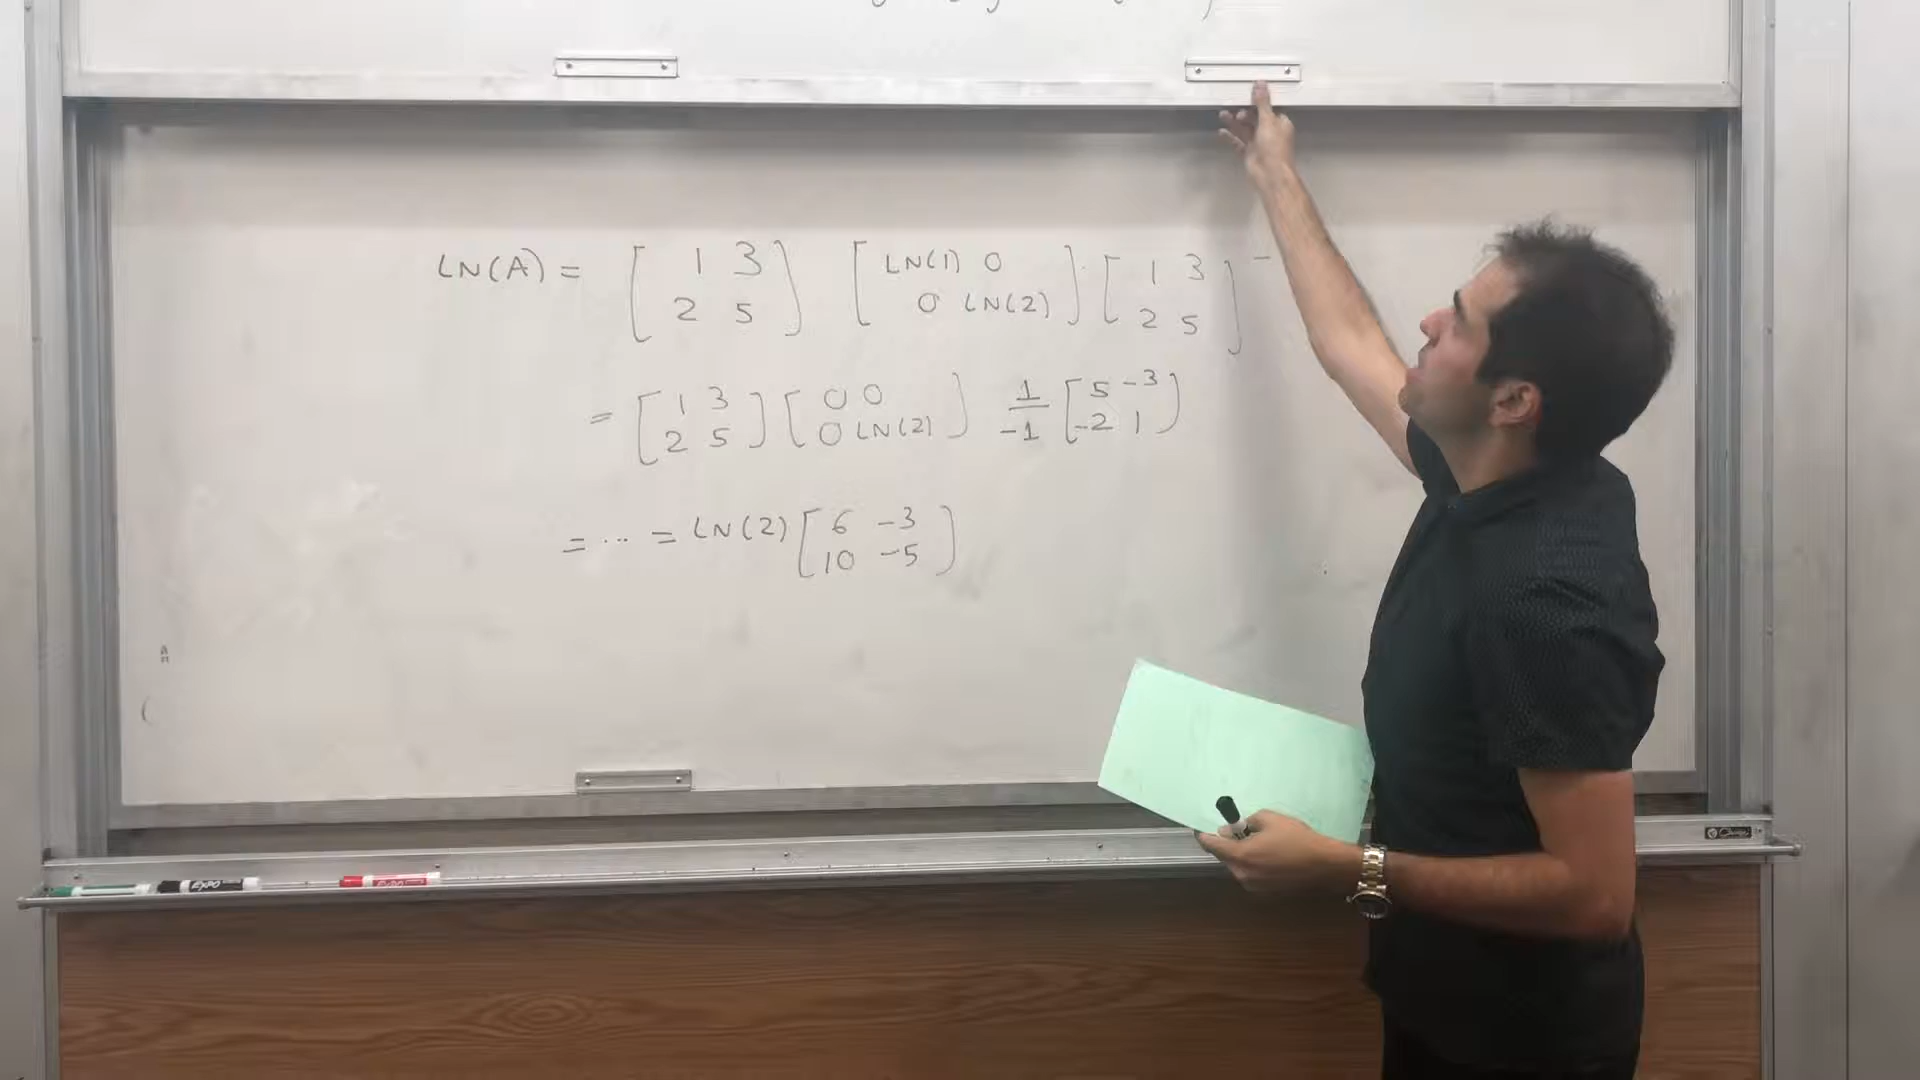 LN(A) = [1 3 2 5] [LN(1) 0 0 LN(2)] · [1 3 2 5] -
= [1 3 2 5] [0 0 0 LN(2)] 1/-1 [5 -3 -2 1]
= ... = LN(2) [6 -3 10 -5]
EXPO
EXPO